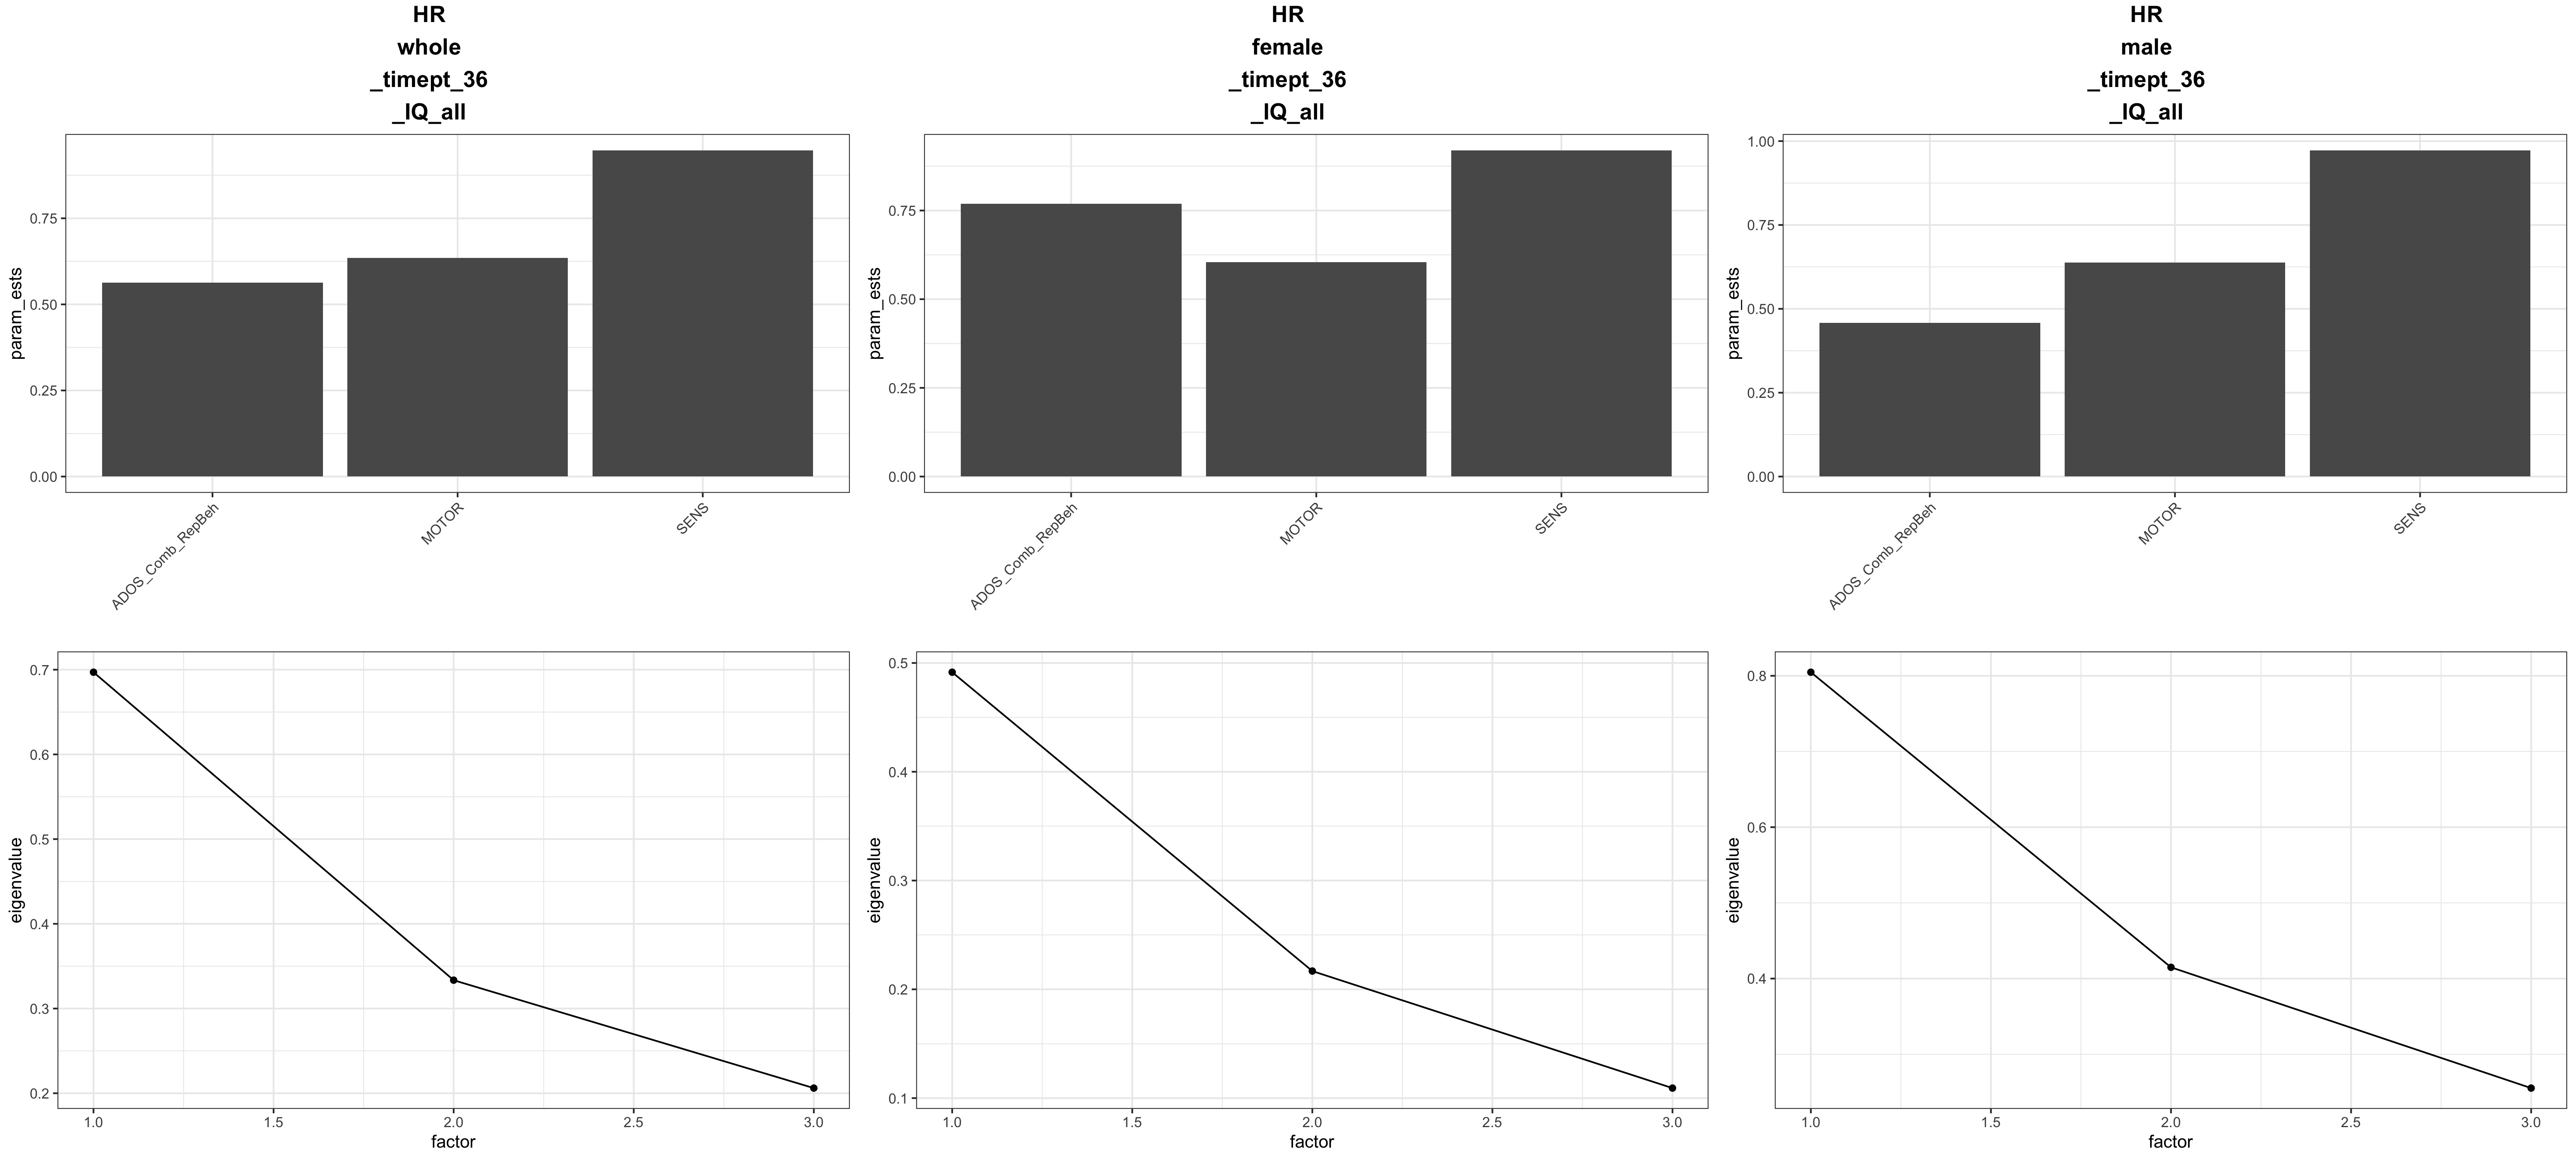 HR
whole
_timept_36
_IQ_all
param_ests
0.75
0.50
0.25
0.00
ADOS_Comb_RepBeh
MOTOR
SENS
HR
female
_timept_36
_IQ_all
param_ests
0.75
0.50
0.25
0.00
ADOS_Comb_RepBeh
MOTOR
SENS
HR
male
_timept_36
_IQ_all
param_ests
1.00
0.75
0.50
0.25
0.00
ADOS_Comb_RepBeh
MOTOR
SENS
eigenvalue
0.7
0.6
0.5
0.4
0.3
0.2
1.0 1.5 2.0 2.5 3.0
factor
eigenvalue
0.5
0.4
0.3
0.2
0.1
1.0 1.5 2.0 2.5 3.0
factor
eigenvalue
0.8
0.6
0.4
1.0 1.5 2.0 2.5 3.0
factor